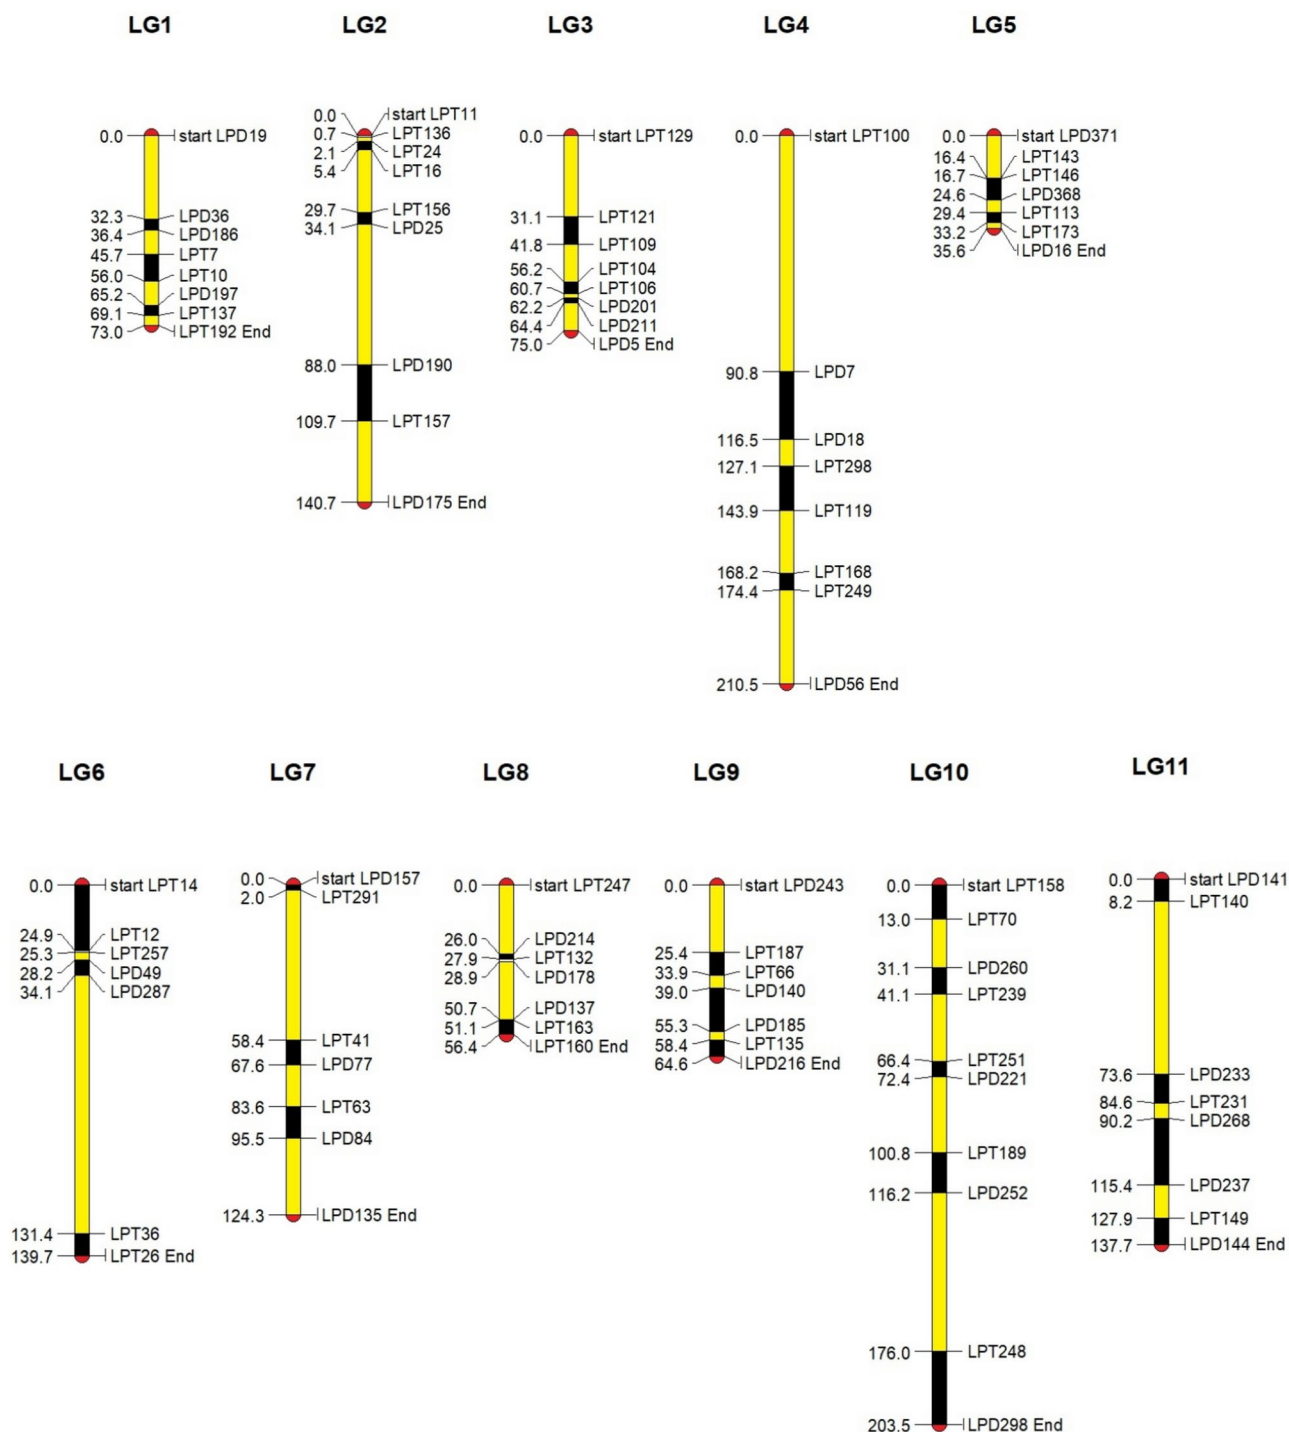 LG1
0.0 start LPD19
32.3 LPD36
36.4 LPD186
45.7 LPT7
56.0 LPT10
65.2 LPD197
69.1 LPT137
73.0 LPT192 End
LG2
0.0 start LPT11
0.7 LPT136
2.1 LPT24
5.4 LPT16
29.7 LPT156
34.1 LPD25
88.0 LPD190
109.7 LPT157
140.7 LPD175 End
LG3
0.0 start LPT129
31.1 LPT121
41.8 LPT109
56.2 LPT104
60.7 LPT106
62.2 LPD201
64.4 LPD211
75.0 LPD5 End
LG4
0.0 start LPT100
90.8 LPD7
116.5 LPD18
127.1 LPT298
143.9 LPT119
168.2 LPT168
174.4 LPT249
210.5 LPD56 End
LG5
0.0 start LPD371
16.4 LPT143
16.7 LPT146
24.6 LPD368
29.4 LPT113
33.2 LPT173
35.6 LPD16 End
LG6
0.0 start LPT14
24.9 LPT12
25.3 LPT257
28.2 LPD49
34.1 LPD287
131.4 LPT36
139.7 LPT26 End
LG7
0.0 start LPD157
2.0 LPT291
58.4 LPT41
67.6 LPD77
83.6 LPT63
95.5 LPD84
124.3 LPD135 End
LG8
0.0 start LPT247
26.0 LPD214
27.9 LPT132
28.9 LPD178
50.7 LPD137
51.1 LPT163
56.4 LPT160 End
LG9
0.0 start LPD243
25.4 LPT187
33.9 LPT66
39.0 LPD140
55.3 LPD185
58.4 LPT135
64.6 LPD216 End
LG10
0.0 start LPT158
13.0 LPT70
31.1 LPD260
41.1 LPT239
66.4 LPT251
72.4 LPD221
100.8 LPT189
116.2 LPD252
176.0 LPT248
203.5 LPD298 End
LG11
0.0 start LPD141
8.2 LPT140
73.6 LPD233
84.6 LPT231
90.2 LPD268
115.4 LPD237
127.9 LPT149
137.7 LPD144 End